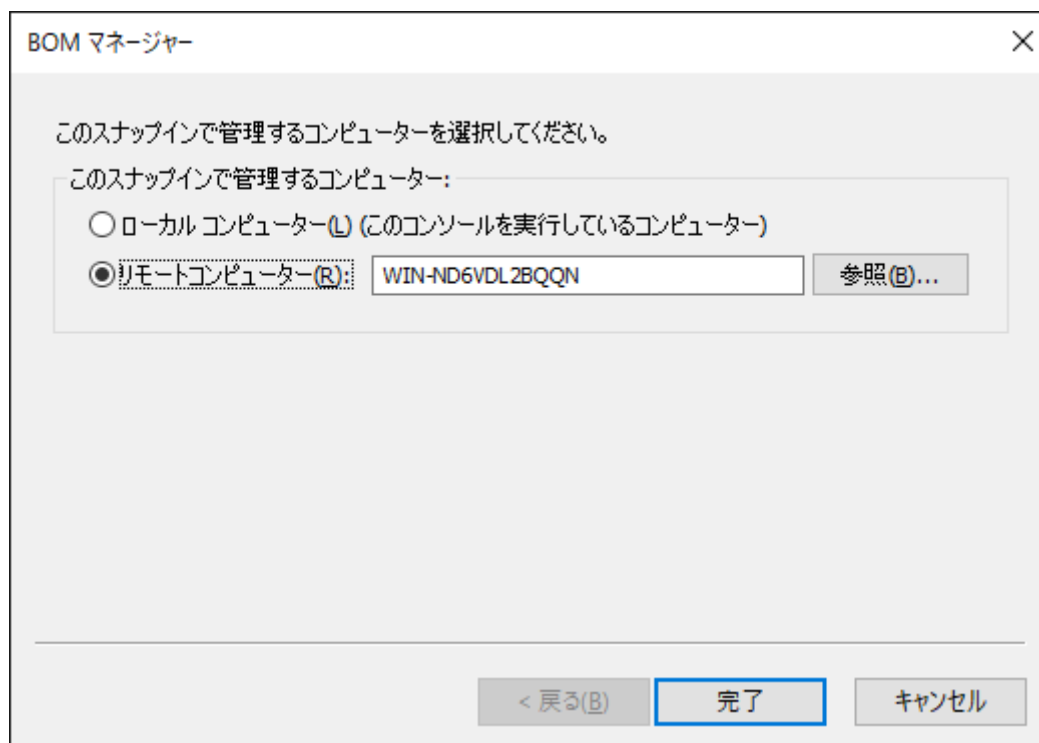 BOM マネージャー
このスナップインで管理するコンピューターを選択してください。
このスナップインで管理するコンピューター:
ローカル コンピューター(L) (このコンソールを実行しているコンピューター)
リモートコンピューター(R): WIN-ND6VDL2BQQN 参照(B)...
< 戻る(B) 完了 キャンセル